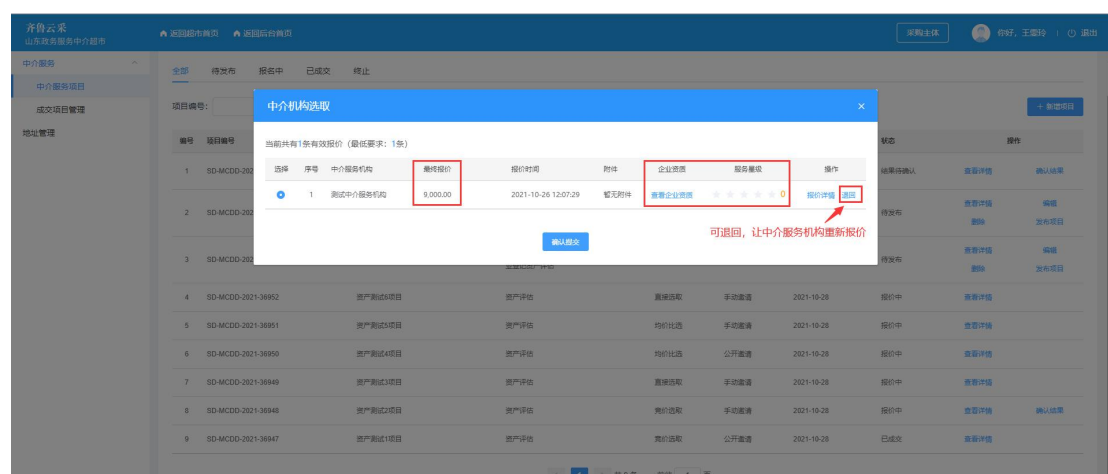 齐鲁云采
山东政务服务中介超市
返回超市首页 返回后台首页 采购主体 你好, 王雪玲 退出
中介服务
中介服务项目
成交项目管理
地址管理
全部 待发布 报名中 已成交 终止
项目编号: + 新增项目
中介机构选取 ×
当前共有1条有效报价 (最低要求: 1条)
选择 序号 中介服务机构 最终报价 报价时间 附件 企业资质 服务星级 操作
1 测试中介服务机构 9,000.00 2021-10-26 12:07:29 暂无附件 查看企业资质 0 报价详情 退回
可退回, 让中介服务机构重新报价
确认提交
编号 项目编号 状态 操作
1 SD-MCDD-202 结果待确认 查看详情 确认结果
2 SD-MCDD-202 待发布 查看详情 编辑
删除 发布项目
3 SD-MCDD-202 待发布 查看详情 编辑
删除 发布项目
4 SD-MCDD-2021-36952 资产测试6项目 资产评估 直接选取 手动邀请 2021-10-28 报价中 查看详情
5 SD-MCDD-2021-36951 资产测试5项目 资产评估 均价比选 手动邀请 2021-10-28 报价中 查看详情
6 SD-MCDD-2021-36950 资产测试4项目 资产评估 均价比选 公开邀请 2021-10-28 报价中 查看详情
7 SD-MCDD-2021-36949 资产测试3项目 资产评估 直接选取 手动邀请 2021-10-28 报价中 查看详情
8 SD-MCDD-2021-36948 资产测试2项目 资产评估 竞价选取 手动邀请 2021-10-28 报价中 查看详情 确认结果
9 SD-MCDD-2021-36947 资产测试1项目 资产评估 竞价选取 公开邀请 2021-10-28 已成交 查看详情